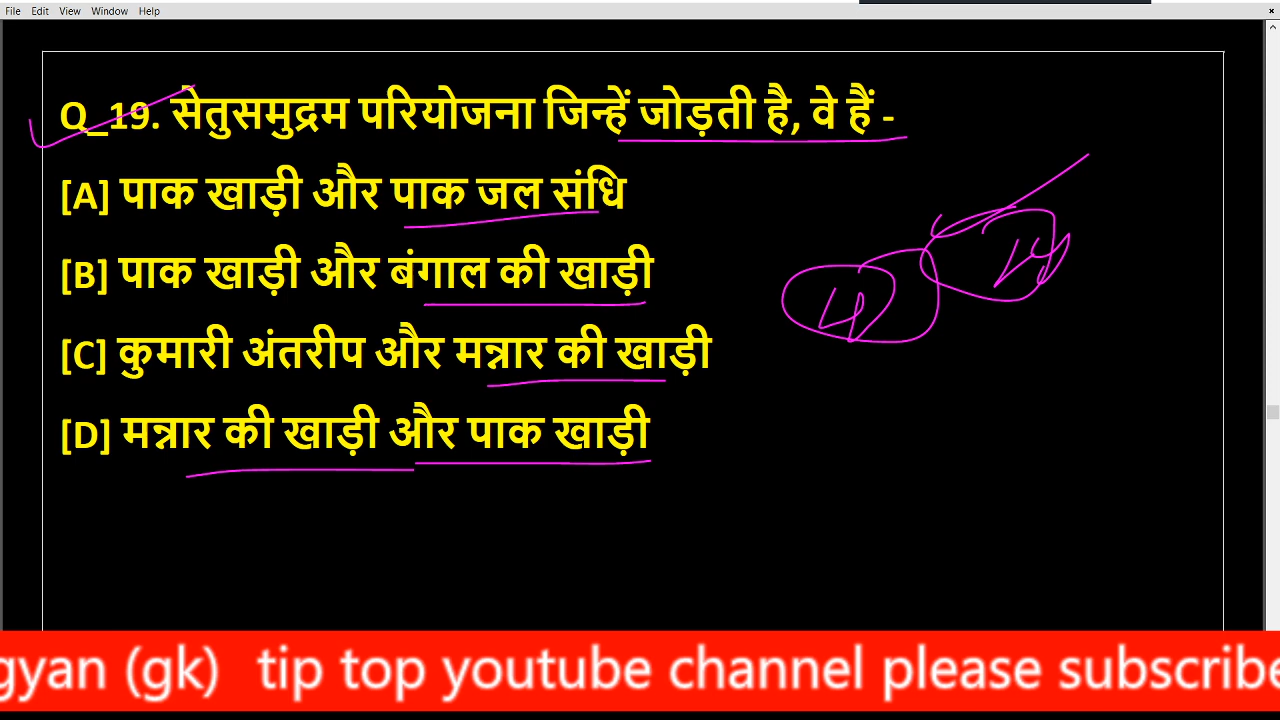 File Edit View Window Help
Q_19. सेतुसमुद्रम परियोजना जिन्हें जोड़ती है, वे हैं -
[A] पाक खाड़ी और पाक जल संधि
[B] पाक खाड़ी और बंगाल की खाड़ी
[C] कुमारी अंतरीप और मन्नार की खाड़ी
[D] मन्नार की खाड़ी और पाक खाड़ी
gyan (gk) tip top youtube channel please subscribe